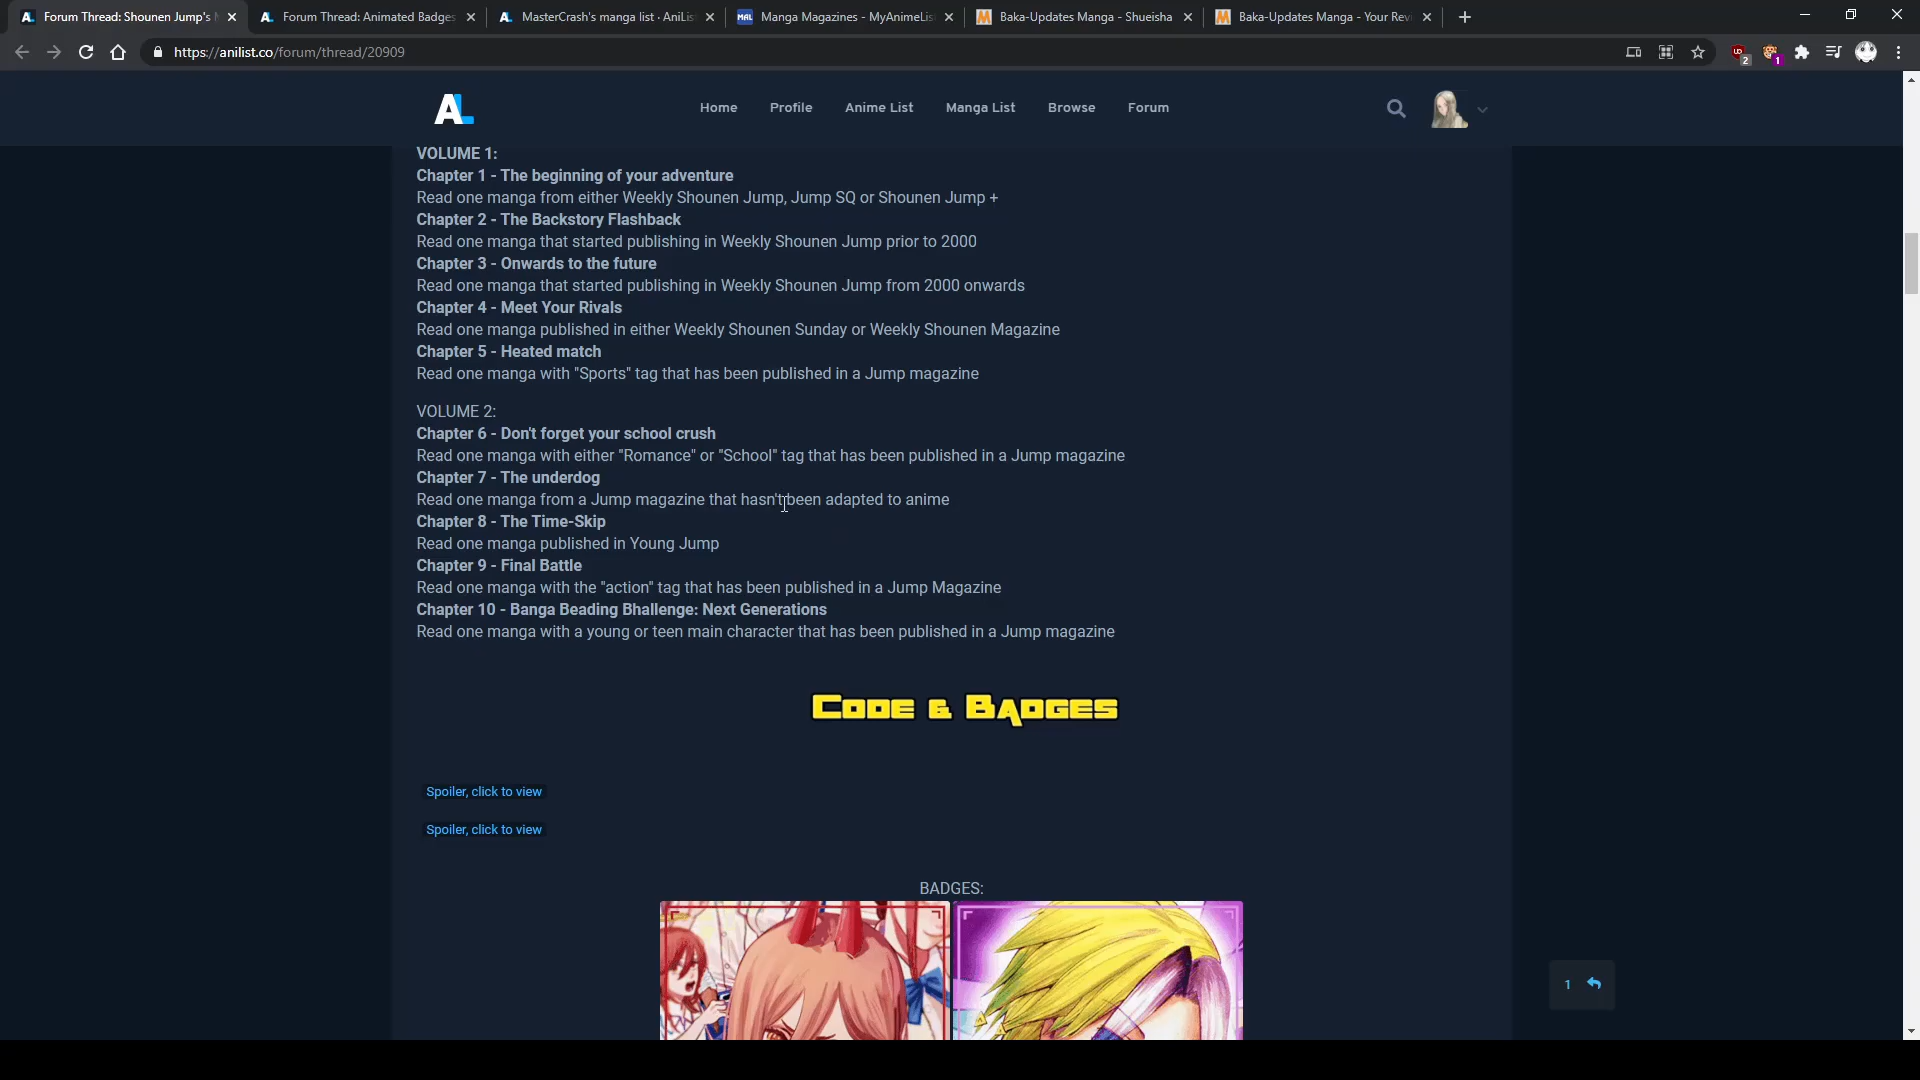 Forum Thread: Shounen Jump's
Forum Thread: Animated Badges
MasterCrash's manga list · AniLis
MAL
Manga Magazines - MyAnimeLis
Baka-Updates Manga - Shueisha
Baka-Updates Manga - Your Rev
https://anilist.co/forum/thread/20909
2
1
Home
Profile
Anime List
Manga List
Browse
Forum
VOLUME 1:
Chapter 1 - The beginning of your adventure
Read one manga from either Weekly Shounen Jump, Jump SQ or Shounen Jump +
Chapter 2 - The Backstory Flashback
Read one manga that started publishing in Weekly Shounen Jump prior to 2000
Chapter 3 - Onwards to the future
Read one manga that started publishing in Weekly Shounen Jump from 2000 onwards
Chapter 4 - Meet Your Rivals
Read one manga published in either Weekly Shounen Sunday or Weekly Shounen Magazine
Chapter 5 - Heated match
Read one manga with "Sports" tag that has been published in a Jump magazine
VOLUME 2:
Chapter 6 - Don't forget your school crush
Read one manga with either "Romance" or "School" tag that has been published in a Jump magazine
Chapter 7 - The underdog
Read one manga from a Jump magazine that hasn't been adapted to anime
Chapter 8 - The Time-Skip
Read one manga published in Young Jump
Chapter 9 - Final Battle
Read one manga with the "action" tag that has been published in a Jump Magazine
Chapter 10 - Banga Beading Bhallenge: Next Generations
Read one manga with a young or teen main character that has been published in a Jump magazine
Code & Badges
Spoiler, click to view
Spoiler, click to view
BADGES:
1